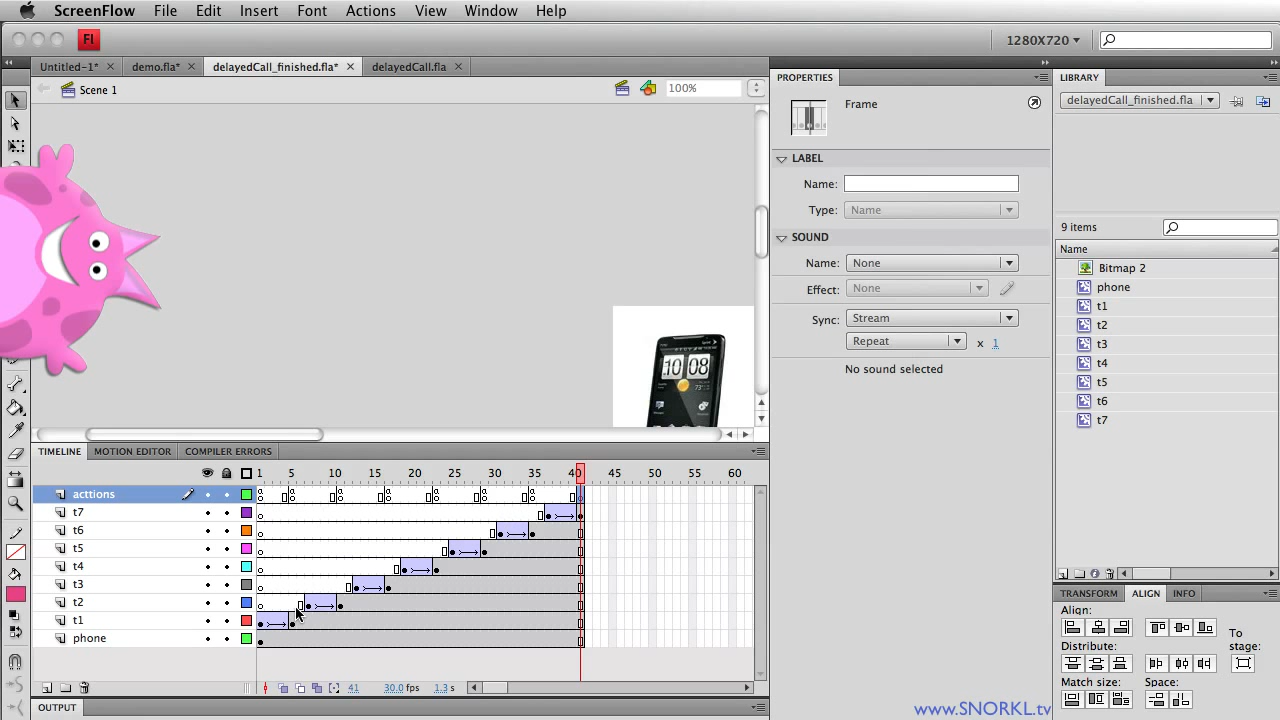 ScreenFlow File Edit Insert Font Actions View Window Help
Fl 1280X720
Untitled-1* × demo.fla* × delayedCall_finished.fla* × delayedCall.fla ×
Scene 1 100%
10 08
PROPERTIES
Frame
LABEL
Name:
Type: Name
SOUND
Name: None
Effect: None
Sync: Stream
Repeat x 1
No sound selected
LIBRARY
delayedCall_finished.fla
9 items
Name
Bitmap 2
phone
t1
t2
t3
t4
t5
t6
t7
TRANSFORM ALIGN INFO
Align:
To stage:
Distribute:
Match size: Space:
TIMELINE MOTION EDITOR COMPILER ERRORS
1 5 10 15 20 25 30 35 40 45 50 55 60
acttions
t7
t6
t5
t4
t3
t2
t1
phone
41 30.0 fps 1.3 s
OUTPUT
www.SNORKL.tv